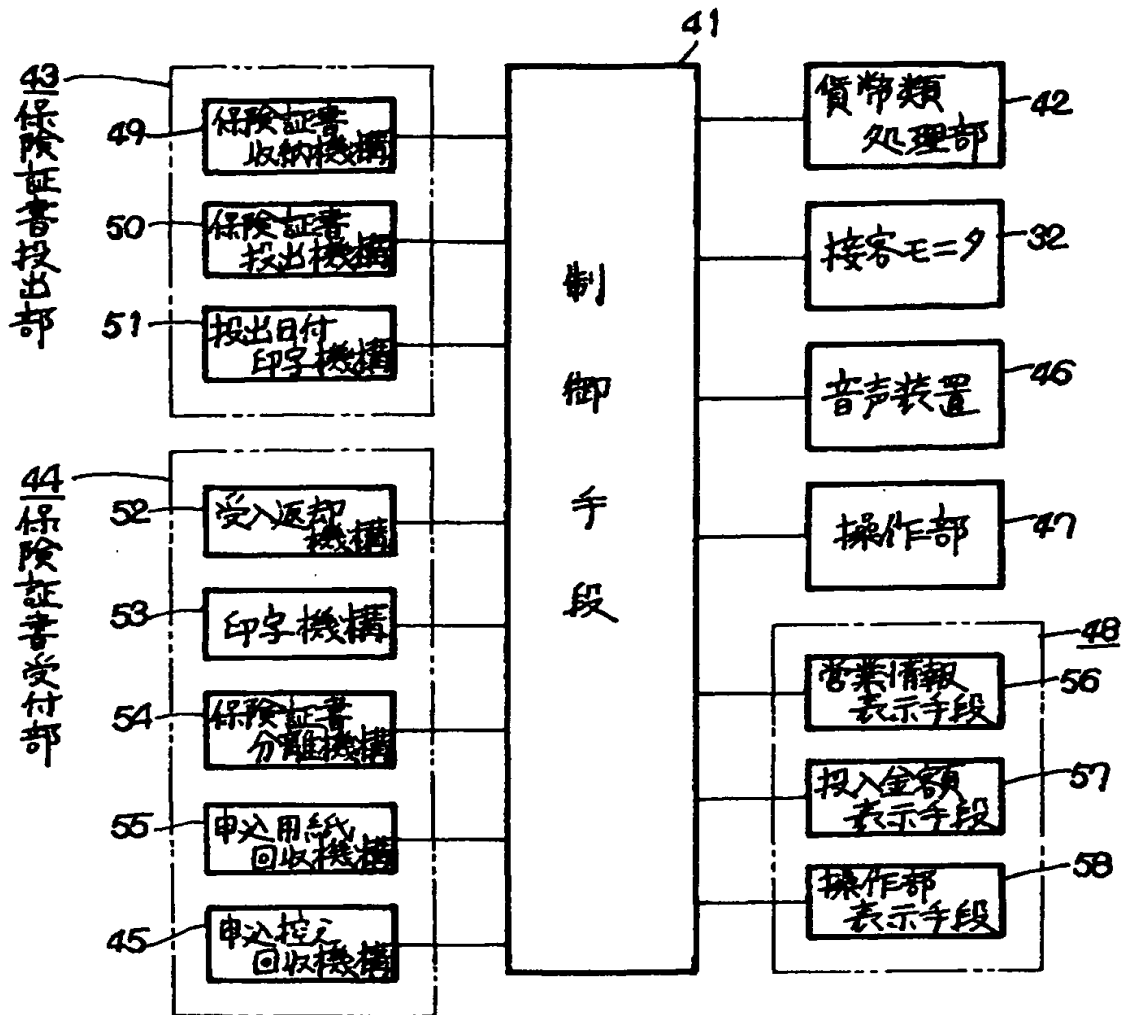 41
43
保険証書投出部
49
保険証書
収納機構
50
保険証書
投出機構
51
投出日付
印字機構
44
保険証書受付部
52
受入返却
機構
53
印字機構
54
保険証書
分離機構
55
申込用紙
回収機構
45
申込控え
回収機構
制御手段
貨幣類
処理部
42
接客モニタ
32
音声装置
46
操作部
47
48
営業情報
表示手段
56
投入金額
表示手段
57
操作部
表示手段
58